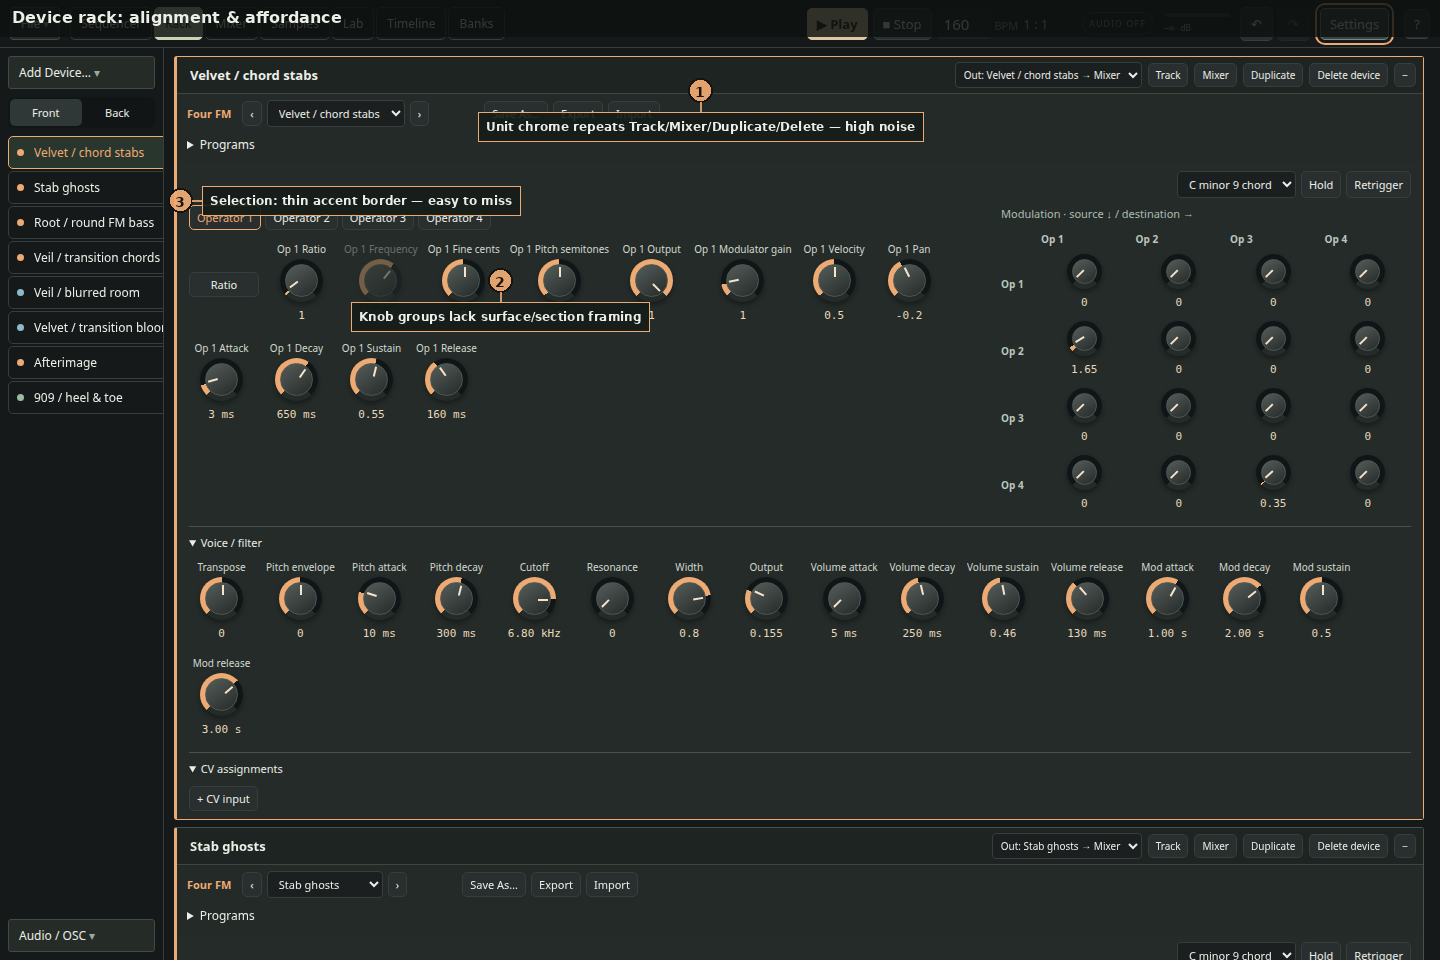 Device rack: alignment & affordance
Lab Timeline Banks ▶ Play ■ Stop 160 BPM 1 : 1 AUDIO OFF -∞ dB Settings ?
Add Device... ▾
Front Back
Velvet / chord stabs
Stab ghosts
Root / round FM bass
Veil / transition chords
Veil / blurred room
Velvet / transition bloo
Afterimage
909 / heel & toe
Audio / OSC ▾
Velvet / chord stabs Out: Velvet / chord stabs → Mixer Track Mixer Duplicate Delete device −
1
Four FM ‹ Velvet / chord stabs › Save As... Export Import
Unit chrome repeats Track/Mixer/Duplicate/Delete — high noise
▶ Programs
C minor 9 chord Hold Retrigger
3 Selection: thin accent border — easy to miss
Operator 1 Operator 2 Operator 3 Operator 4
Op 1 Ratio Op 1 Frequency Op 1 Fine cents Op 1 Pitch semitones Op 1 Output Op 1 Modulator gain Op 1 Velocity Op 1 Pan
Ratio
2
1 1 1 0.5 -0.2
Knob groups lack surface/section framing
Op 1 Attack Op 1 Decay Op 1 Sustain Op 1 Release
3 ms 650 ms 0.55 160 ms
Modulation · source ↓ / destination →
Op 1 Op 2 Op 3 Op 4
Op 1
0 0 0 0
Op 2
1.65 0 0 0
Op 3
0 0 0 0
Op 4
0 0 0.35 0
▼ Voice / filter
Transpose Pitch envelope Pitch attack Pitch decay Cutoff Resonance Width Output Volume attack Volume decay Volume sustain Volume release Mod attack Mod decay Mod sustain
0 0 10 ms 300 ms 6.80 kHz 0 0.8 0.155 5 ms 250 ms 0.46 130 ms 1.00 s 2.00 s 0.5
Mod release
3.00 s
▼ CV assignments
+ CV input
Stab ghosts Out: Stab ghosts → Mixer Track Mixer Duplicate Delete device −
Four FM ‹ Stab ghosts › Save As... Export Import
▶ Programs
C minor 9 chord Hold Retrigger